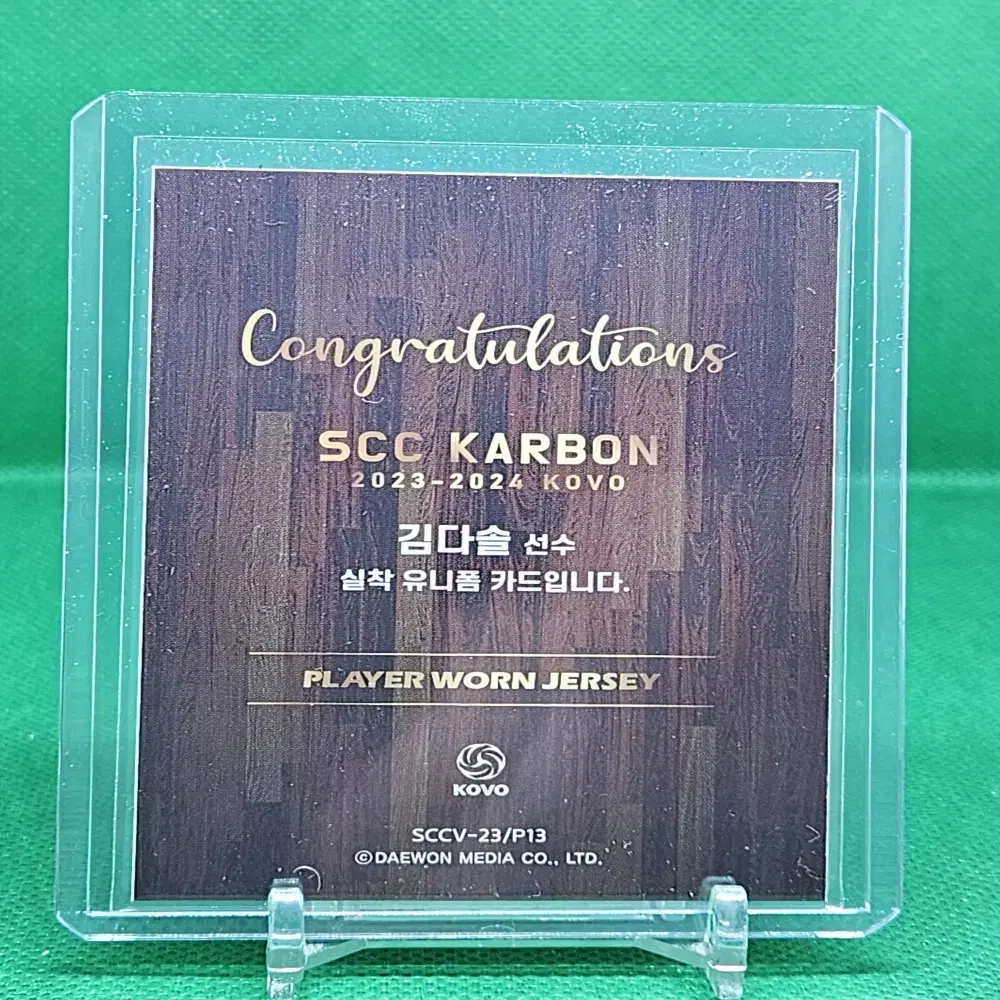 Congratulations
SCC KARBON
2023-2024 KOVO
김다솔 선수
실착 유니폼 카드입니다.
PLAYER WORN JERSEY
KOVO
SCCV-23/P13
©DAEWON MEDIA CO., LTD.